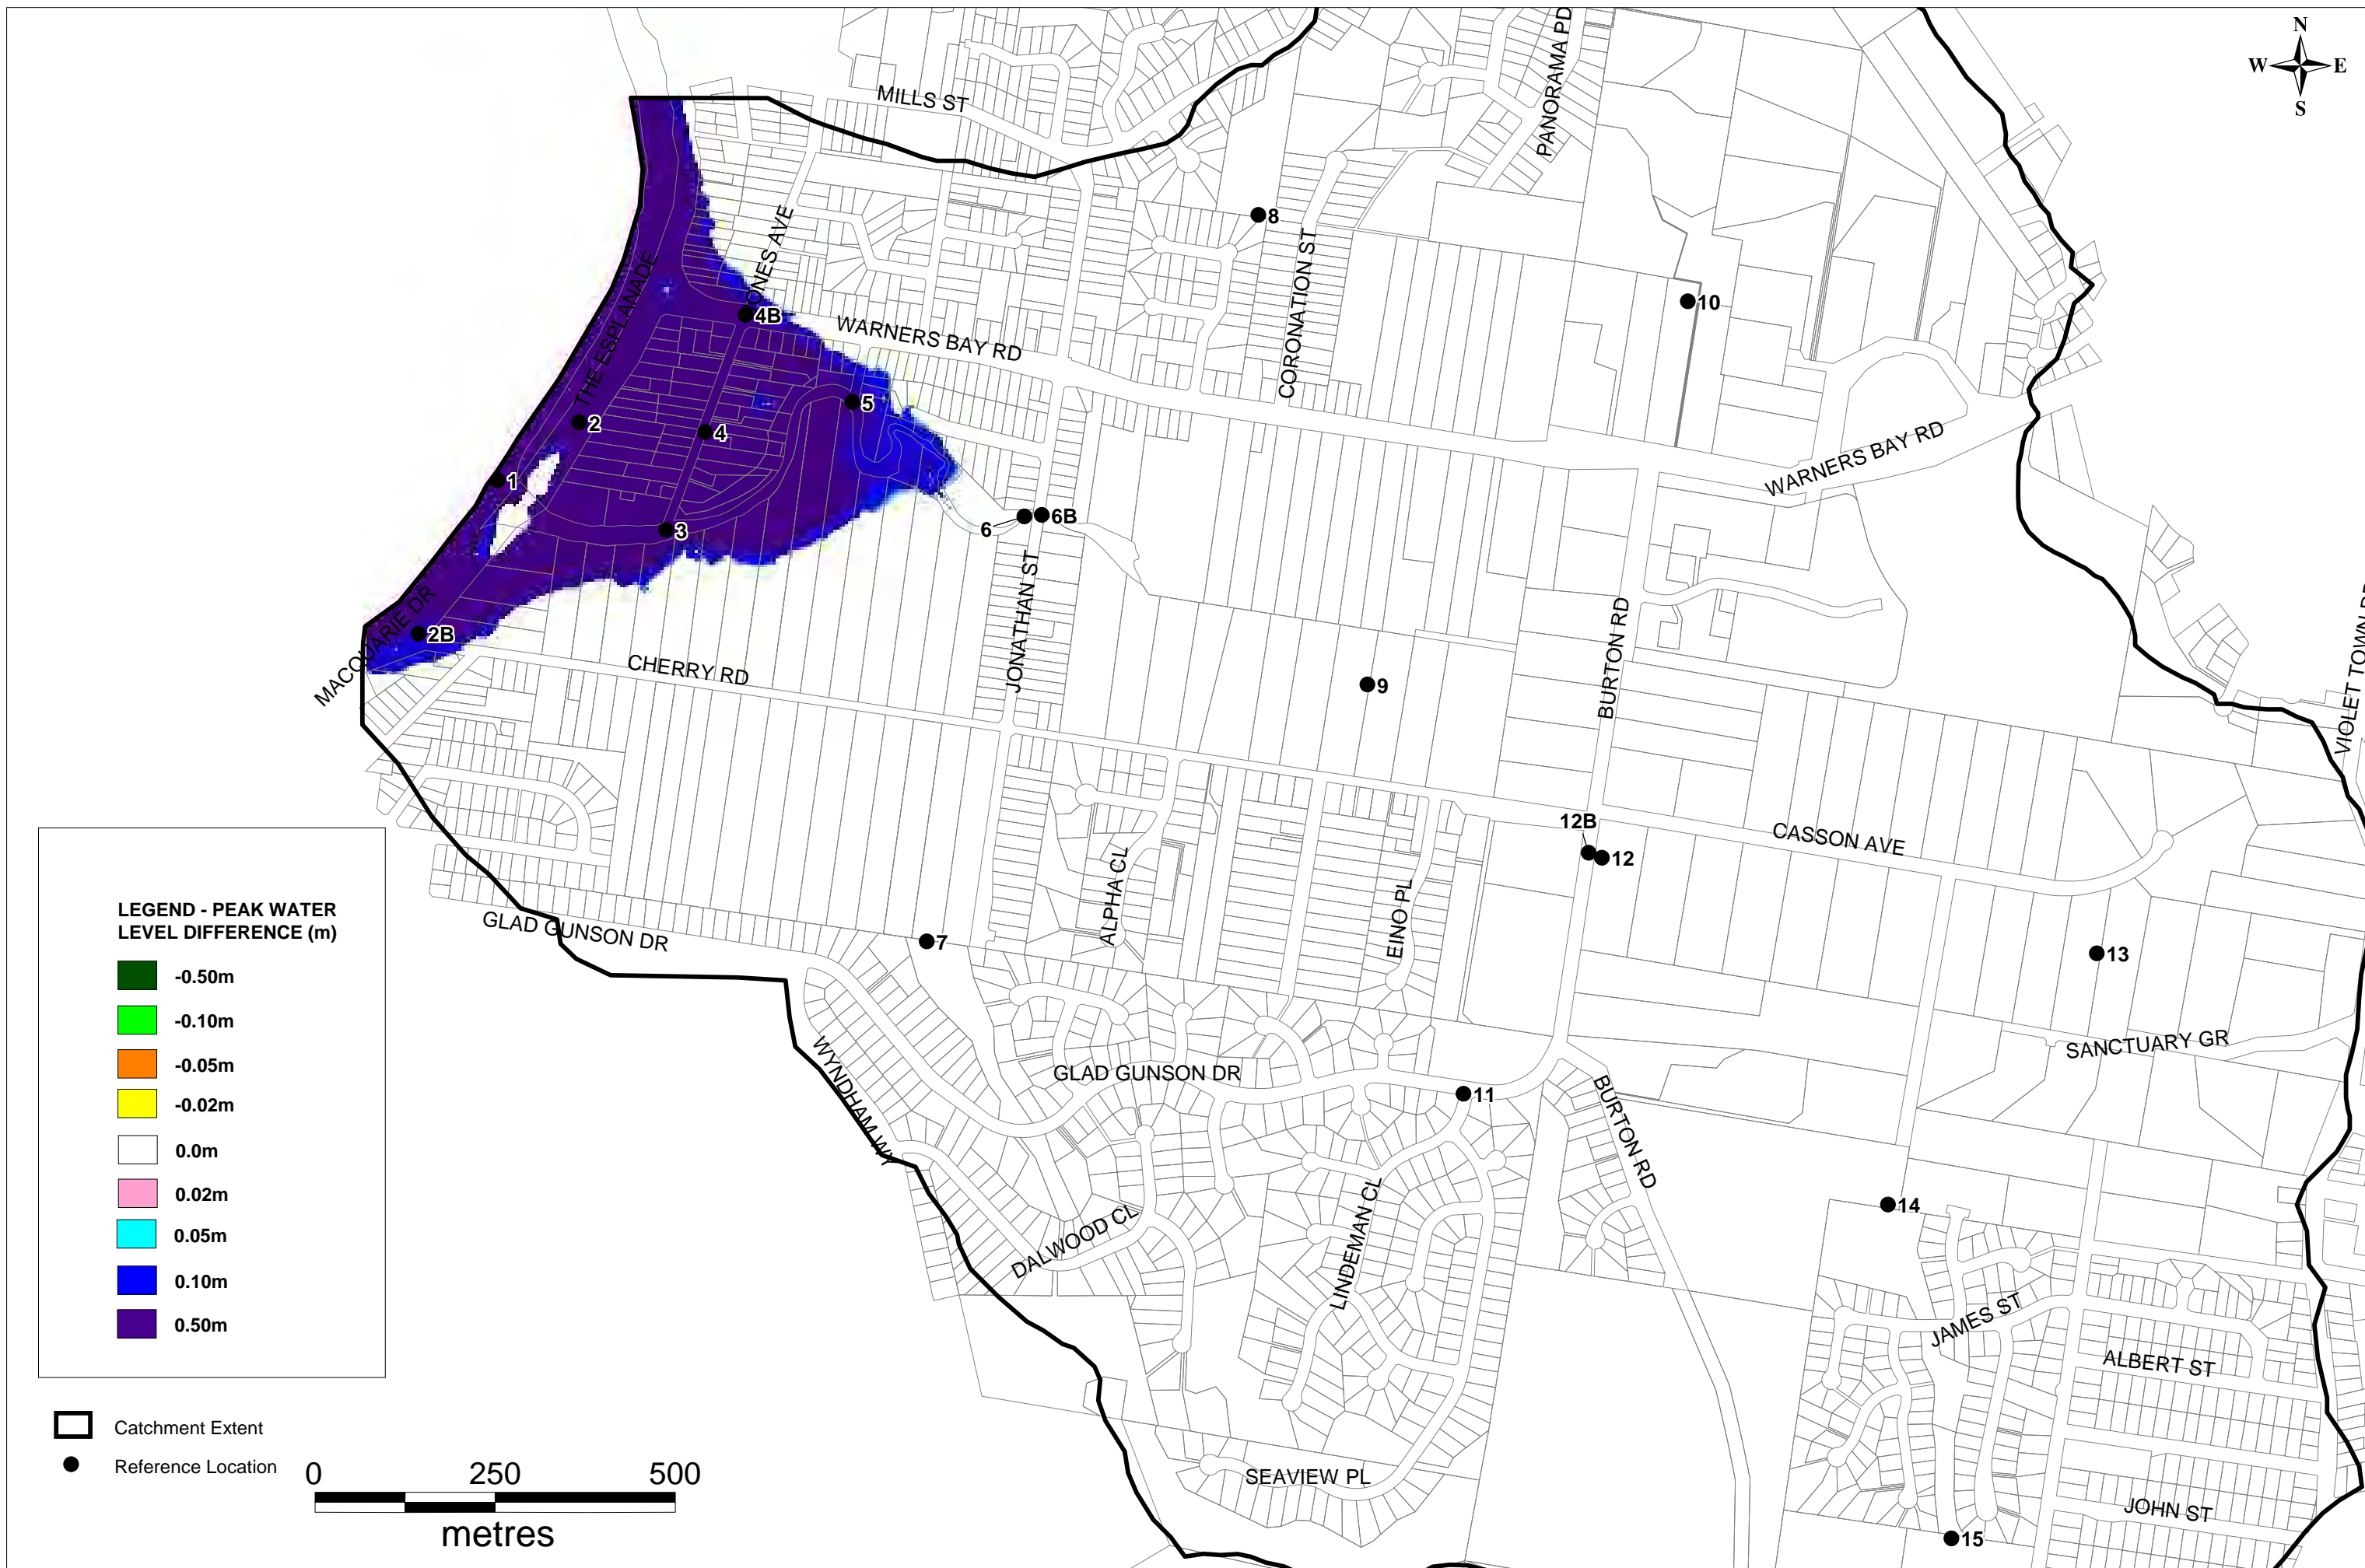 N
W E
S
MILLS ST
PANORAMA PD
8
JONES AVE
THE ESPLANADE
CORONATION ST
10
4B
WARNERS BAY RD
5
2
4
WARNERS BAY RD
1
6 6B
3
JONATHAN ST
BURTON RD
VIOLET TOWN RD
2B
MACQUARIE DR
CHERRY RD
9
12B
12
CASSON AVE
ALPHA CL
EINO PL
GLAD GUNSON DR
7
13
SANCTUARY GR
WYNDHAM WY
GLAD GUNSON DR
11
BURTON RD
14
DALWOOD CL
LINDEMAN CL
JAMES ST
ALBERT ST
SEAVIEW PL
JOHN ST
15
LEGEND - PEAK WATER
LEVEL DIFFERENCE (m)
-0.50m
-0.10m
-0.05m
-0.02m
0.0m
0.02m
0.05m
0.10m
0.50m
Catchment Extent
Reference Location
0 250 500
metres